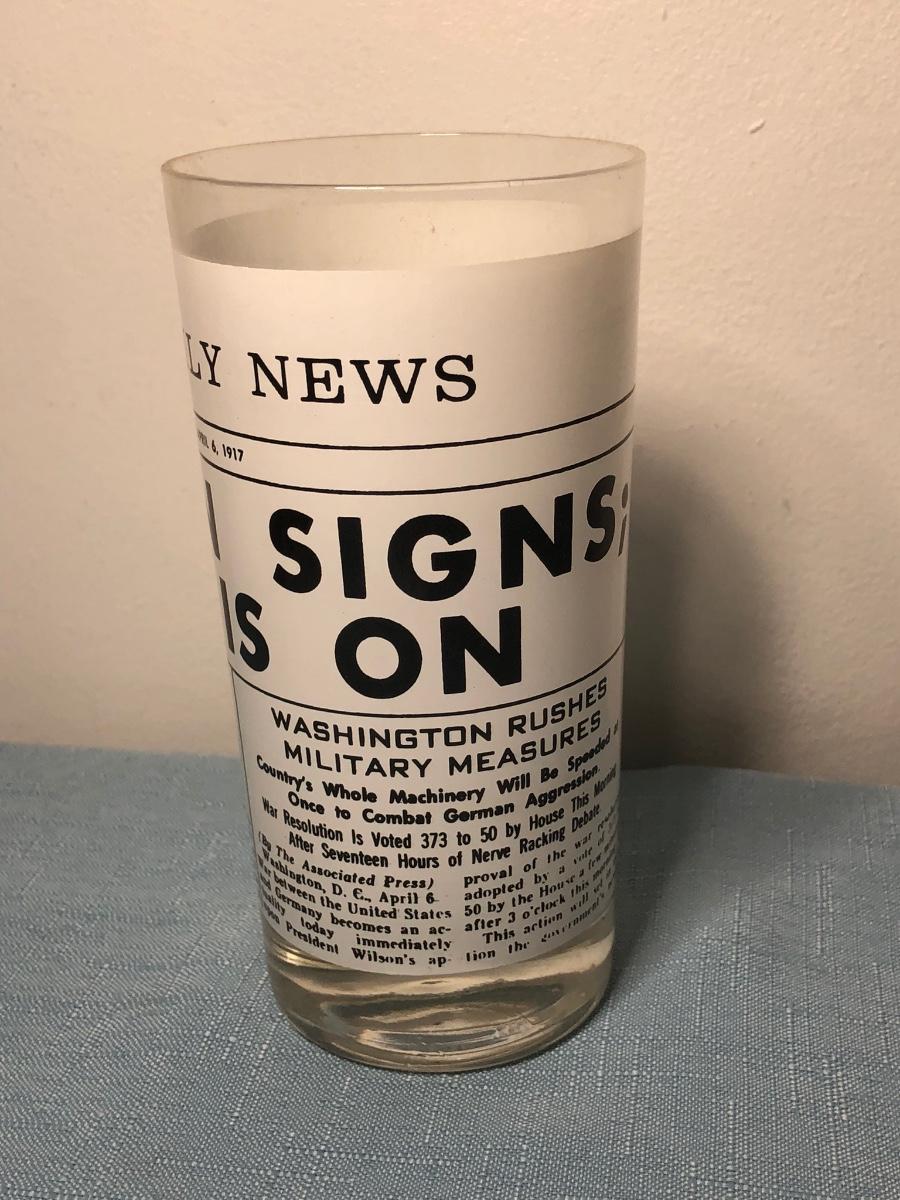 LY NEWS
APRIL 6, 1917
SIGNS;
IS ON
WASHINGTON RUSHES
MILITARY MEASURES
Country's Whole Machinery Will Be Speeded at
Once to Combat German Aggression.
War Resolution Is Voted 373 to 50 by House This Morning
After Seventeen Hours of Nerve Racking Debate
(By The Associated Press)
Washington, D. C., April 6
between the United States
and Germany becomes an ac-
today immediately
upon President Wilson's ap-
proval of the war
adopted by a vote of
50 by the House a few
after 3 o'clock this
This action will
tion the government's